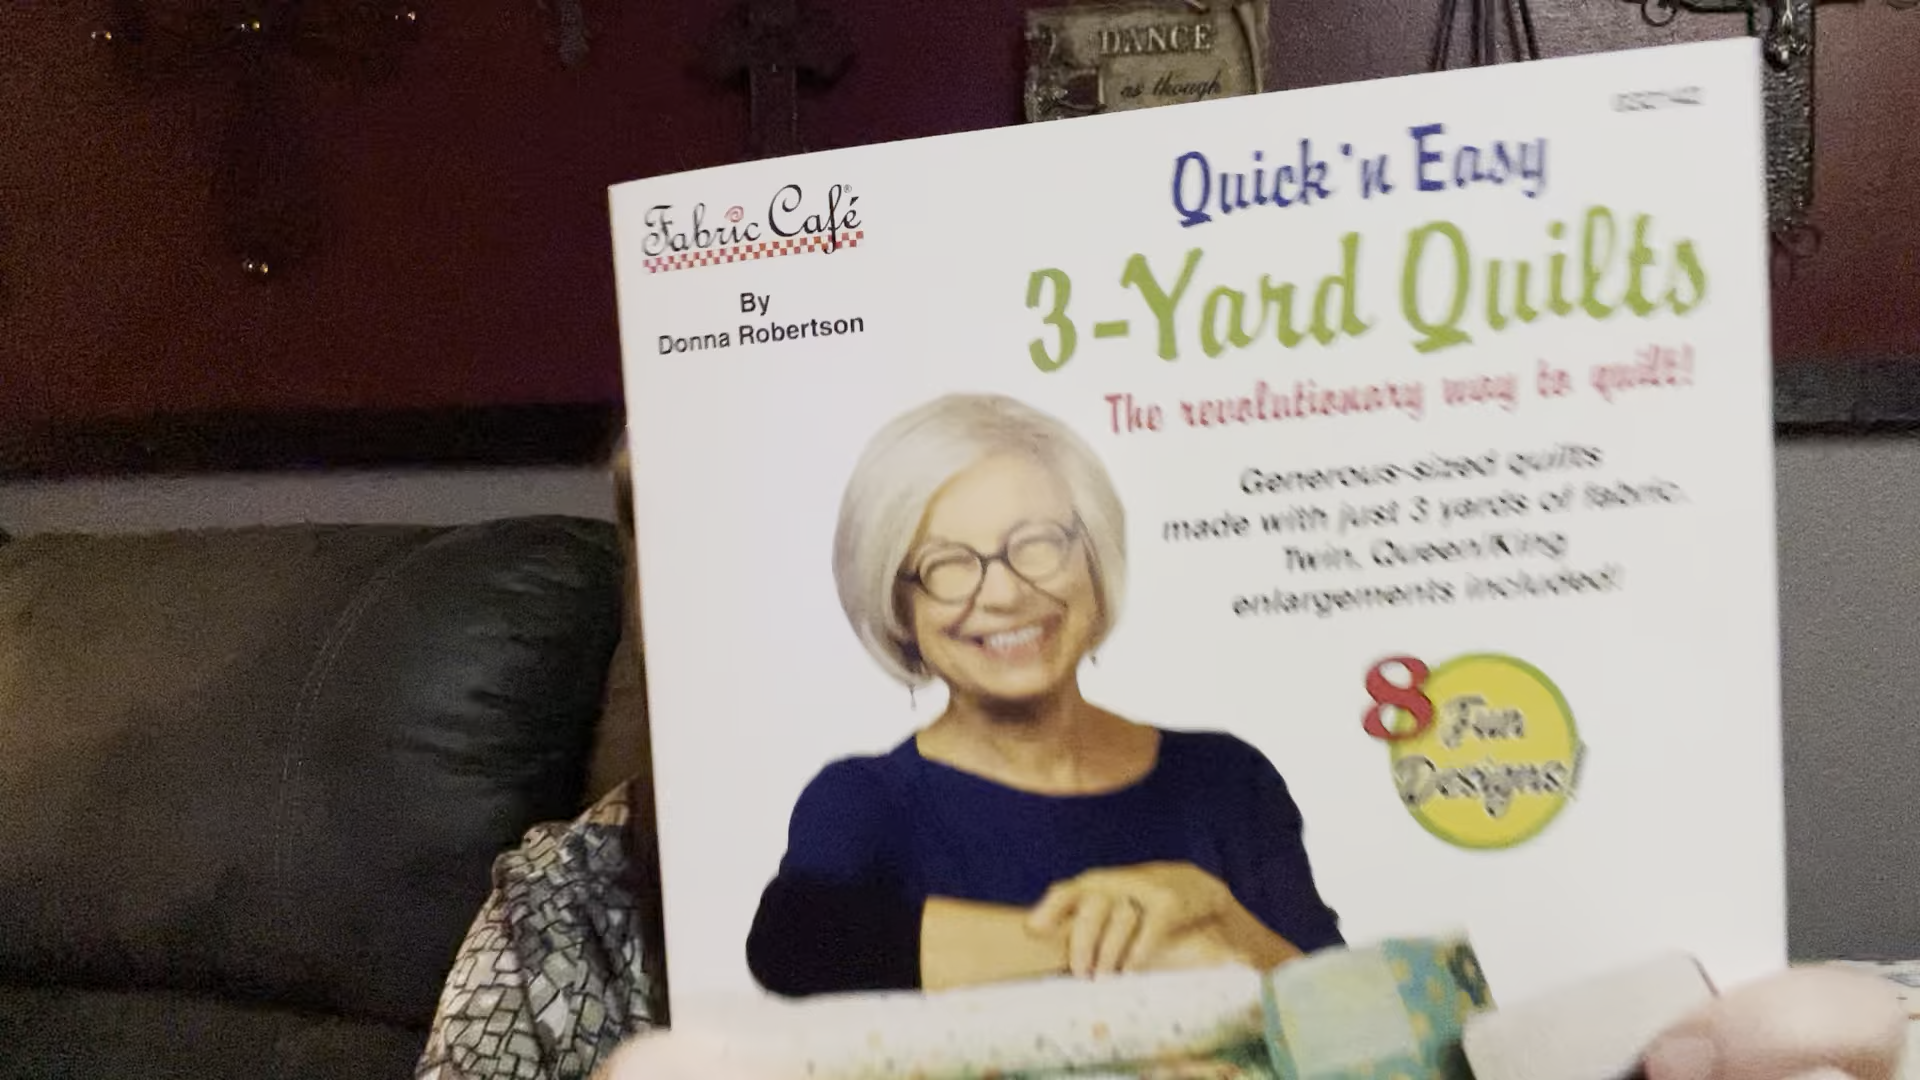 DANCE
as though
Fabric Café®
By
Donna Robertson
Quick 'n Easy
3-Yard Quilts
The revolutionary way to quilt!
Generous-sized quilts
made with just 3 yards of fabric.
Twin, Queen/King
enlargements included!
8
Fun
Designs!